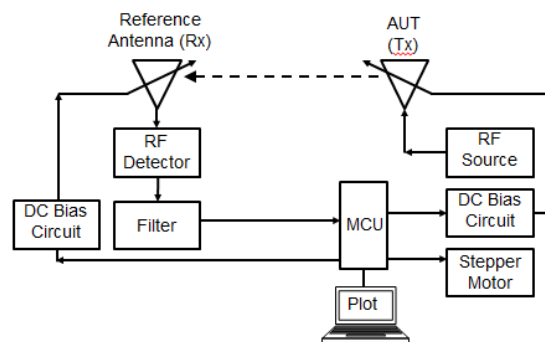 Reference
Antenna (Rx)
AUT
(Tx)
RF
Detector
RF
Source
DC Bias
Circuit
Filter
MCU
DC Bias
Circuit
Stepper
Motor
Plot